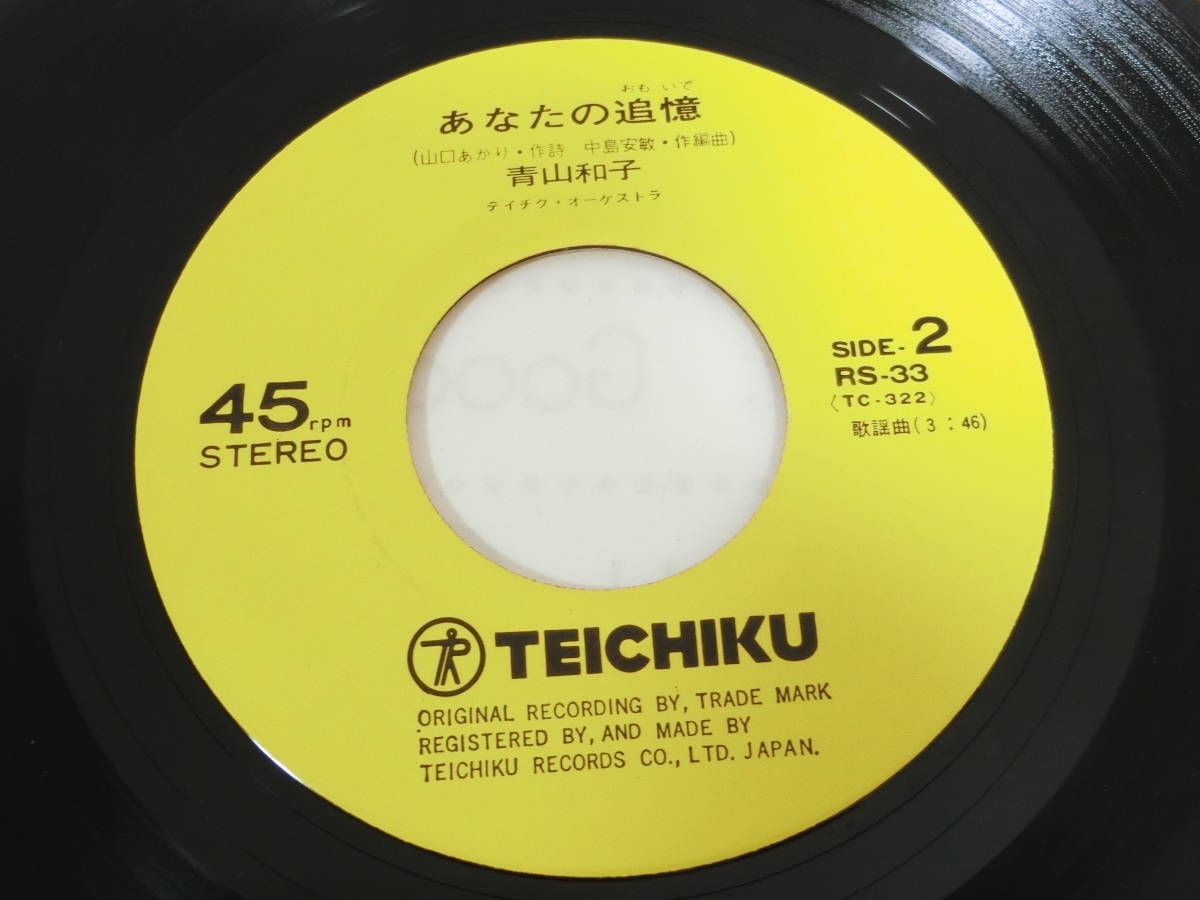 おもいで
あなたの追憶
(山口あかり・作詩 中島安敏・作編曲)
青山和子
テイチク・オーケストラ
SIDE-2
RS-33
〈TC-322〉
歌謡曲(3:46)
45rpm
STEREO
TEICHIKU
ORIGINAL RECORDING BY, TRADE MARK
REGISTERED BY, AND MADE BY
TEICHIKU RECORDS CO., LTD. JAPAN.